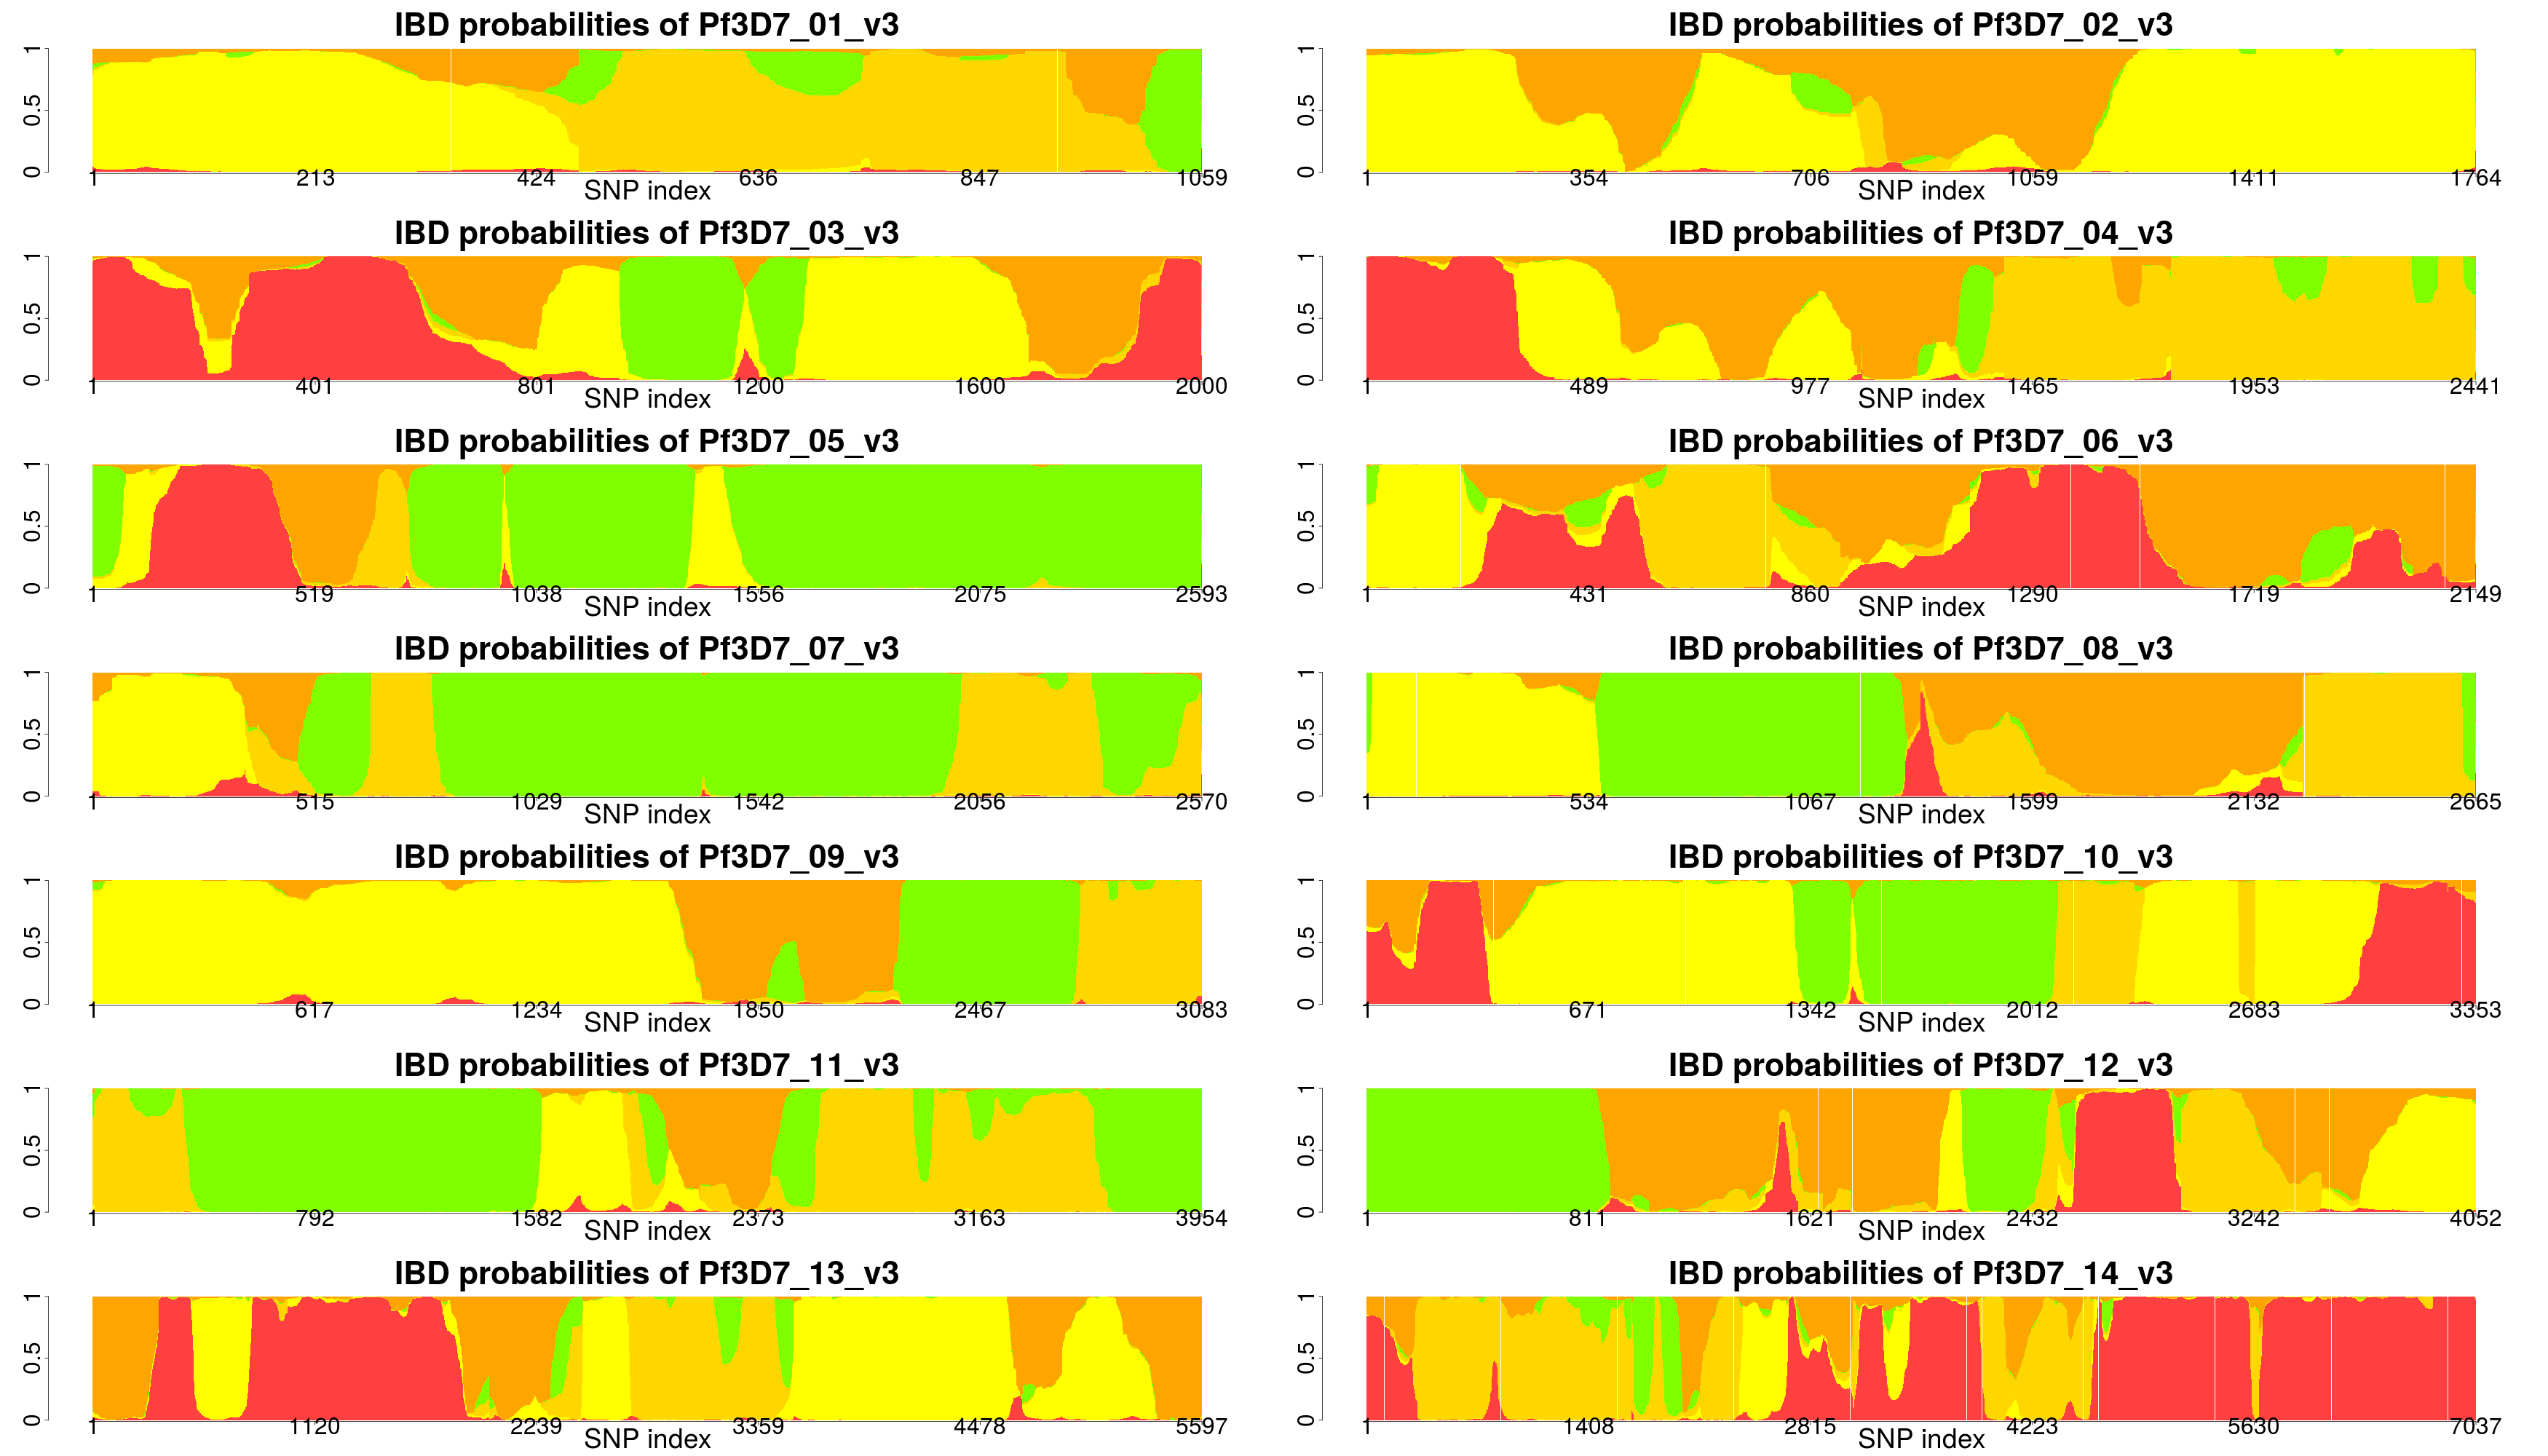 IBD probabilities of Pf3D7_01_v3
0 0.5 1
1 213 424 636 847 1059
SNP index
IBD probabilities of Pf3D7_02_v3
0 0.5 1
1 354 706 1059 1411 1764
SNP index
IBD probabilities of Pf3D7_03_v3
0 0.5 1
1 401 801 1200 1600 2000
SNP index
IBD probabilities of Pf3D7_04_v3
0 0.5 1
1 489 977 1465 1953 2441
SNP index
IBD probabilities of Pf3D7_05_v3
0 0.5 1
1 519 1038 1556 2075 2593
SNP index
IBD probabilities of Pf3D7_06_v3
0 0.5 1
1 431 860 1290 1719 2149
SNP index
IBD probabilities of Pf3D7_07_v3
0 0.5 1
1 515 1029 1542 2056 2570
SNP index
IBD probabilities of Pf3D7_08_v3
0 0.5 1
1 534 1067 1599 2132 2665
SNP index
IBD probabilities of Pf3D7_09_v3
0 0.5 1
1 617 1234 1850 2467 3083
SNP index
IBD probabilities of Pf3D7_10_v3
0 0.5 1
1 671 1342 2012 2683 3353
SNP index
IBD probabilities of Pf3D7_11_v3
0 0.5 1
1 792 1582 2373 3163 3954
SNP index
IBD probabilities of Pf3D7_12_v3
0 0.5 1
1 811 1621 2432 3242 4052
SNP index
IBD probabilities of Pf3D7_13_v3
0 0.5 1
1 1120 2239 3359 4478 5597
SNP index
IBD probabilities of Pf3D7_14_v3
0 0.5 1
1 1408 2815 4223 5630 7037
SNP index